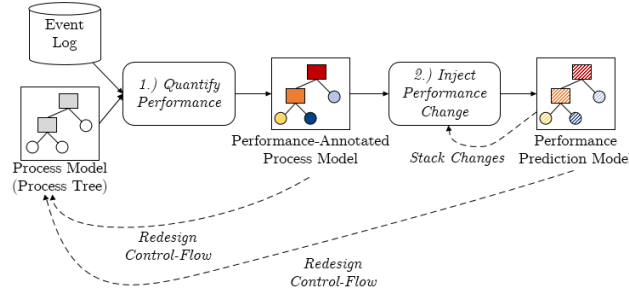 Event
Log
1.) Quantify
Performance
2.) Inject
Performance
Change
Process Model
(Process Tree)
Performance-Annotated
Process Model
Stack Changes
Performance
Prediction Model
Redesign
Control-Flow
Redesign
Control-Flow